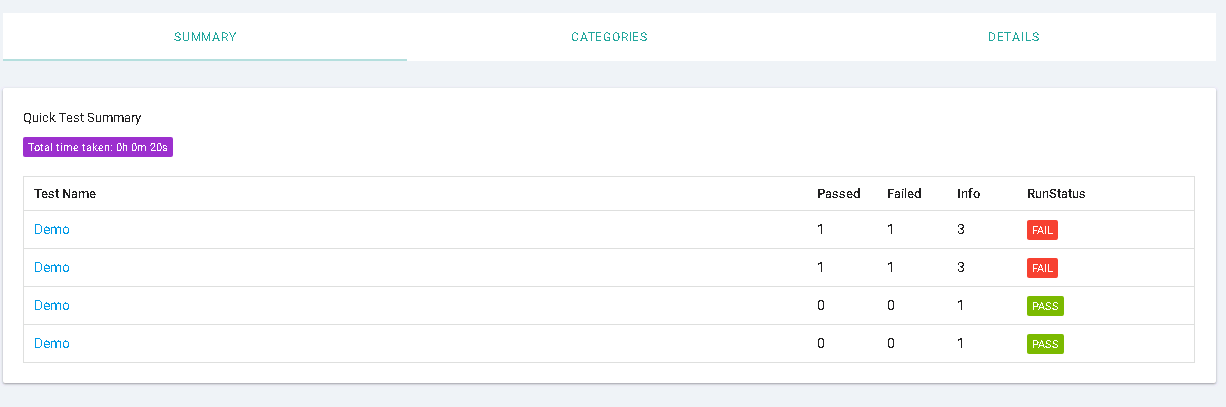 SUMMARY CATEGORIES DETAILS
Quick Test Summary
Total time taken: 0h 0m 20s
Test Name Passed Failed Info RunStatus
Demo 1 1 3 FAIL
Demo 1 1 3 FAIL
Demo 0 0 1 PASS
Demo 0 0 1 PASS